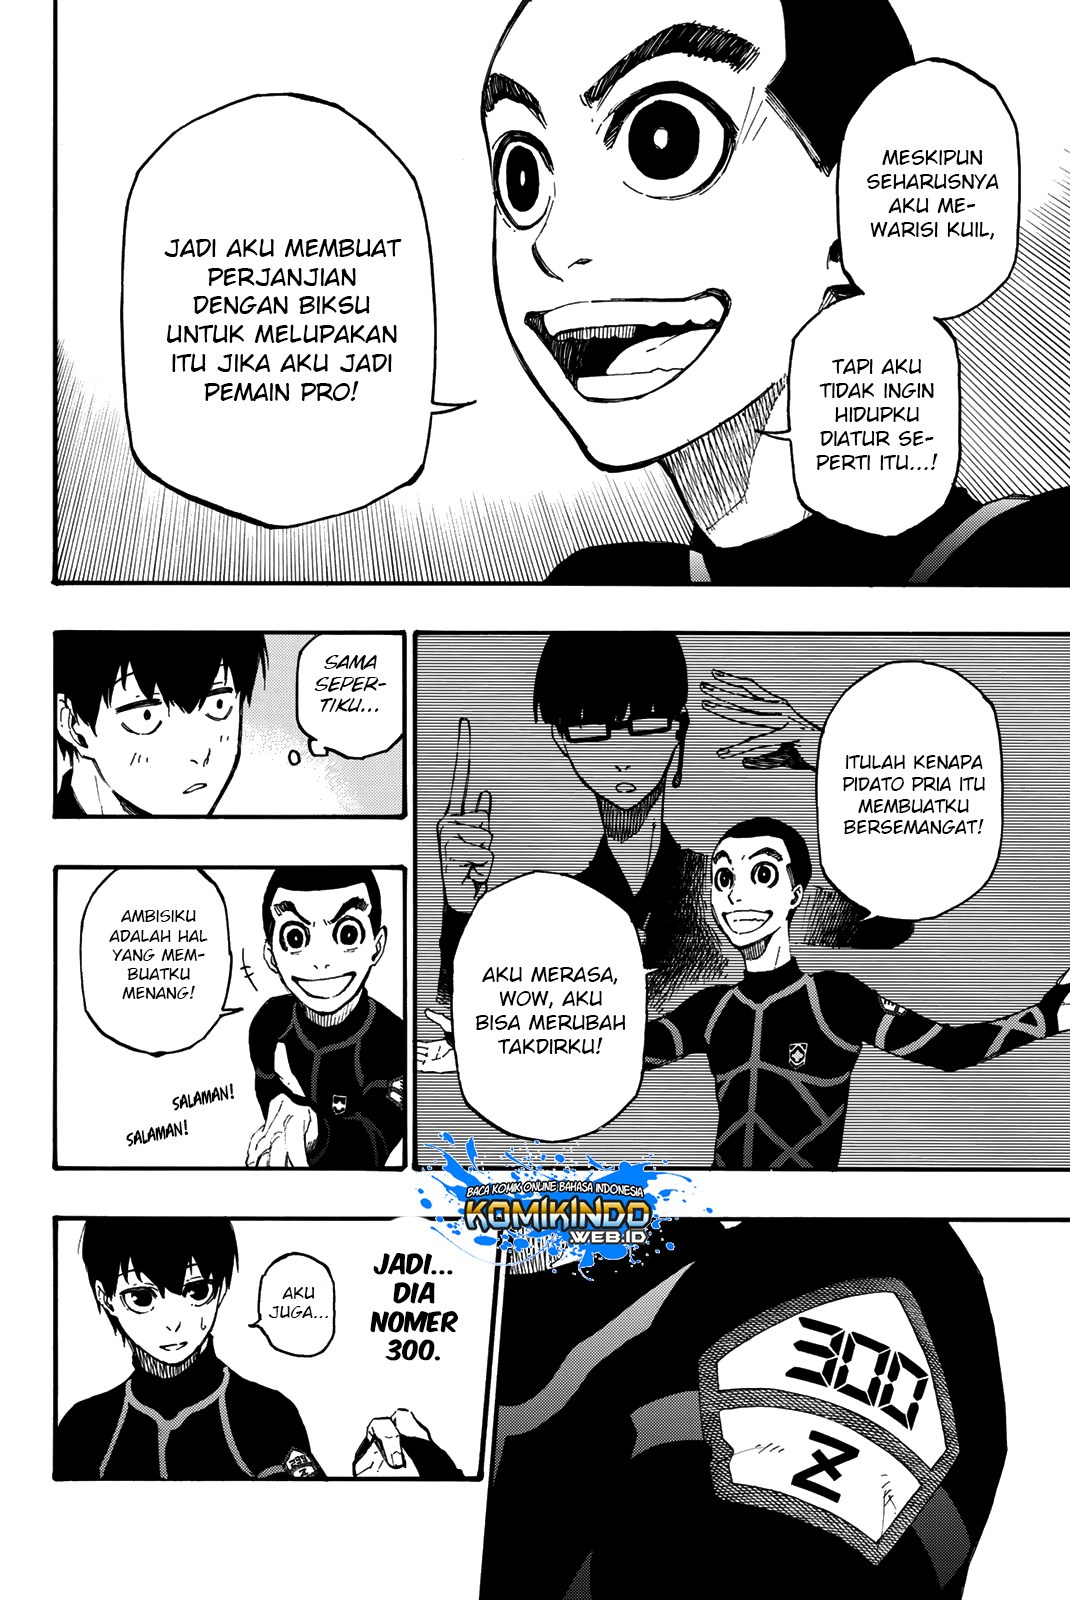 MESKIPUN
SEHARUSNYA
AKU ME-
WARISI KUIL,
TAPI AKU
TIDAK INGIN
HIDUPKU
DIATUR SE-
PERTI ITU...!
JADI AKU MEMBUAT
PERJANJIAN
DENGAN BIKSU
UNTUK MELUPAKAN
ITU JIKA AKU JADI
PEMAIN PRO!
ITULAH KENAPA
PIDATO PRIA ITU
MEMBUATKU
BERSEMANGAT!
AKU MERASA,
WOW, AKU
BISA MERUBAH
TAKDIRKU!
SAMA
SEPER-
TIKU...
AMBISIKU
ADALAH HAL
YANG MEM-
BUATKU
MENANG!
SALAMAN!
SALAMAN!
BACA KOMIK ONLINE BAHASA INDONESIA
KOMIKINDO
WEB.ID
300
Z
JADI...
DIA
NOMER
300.
AKU
JUGA...
Z